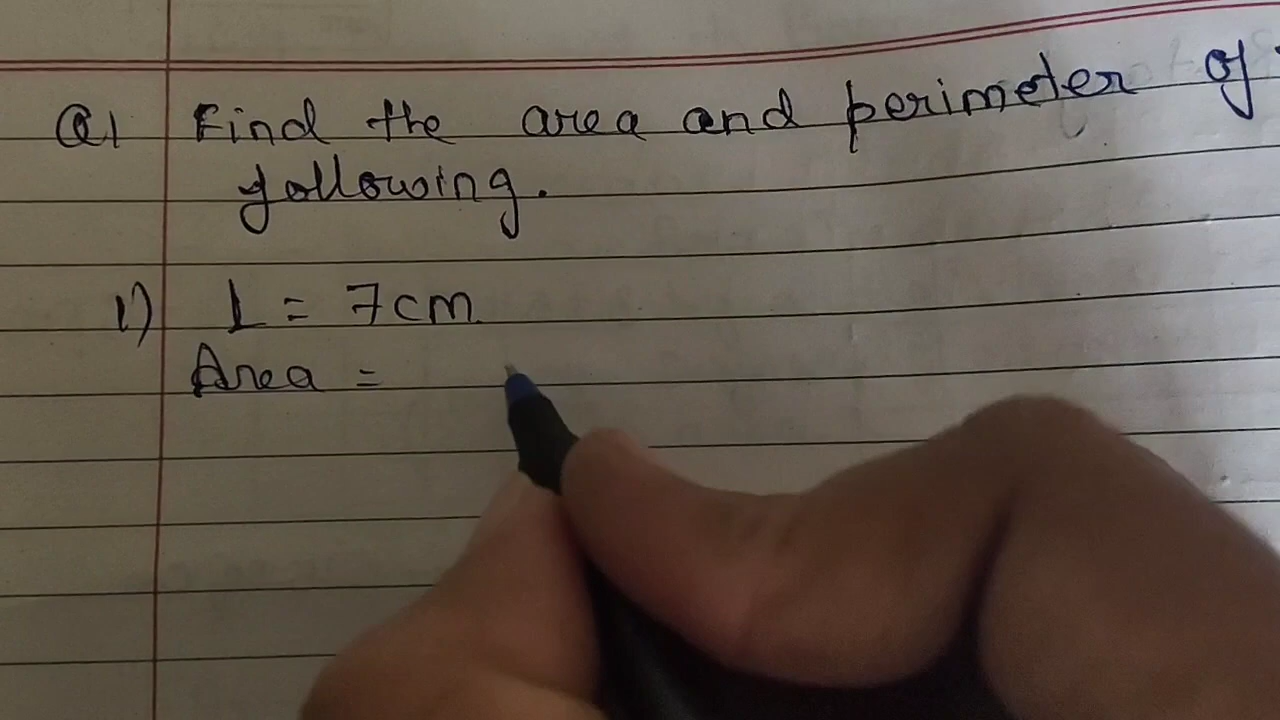 Q1 Find the area and perimeter of
following.
1) L = 7cm
Area =